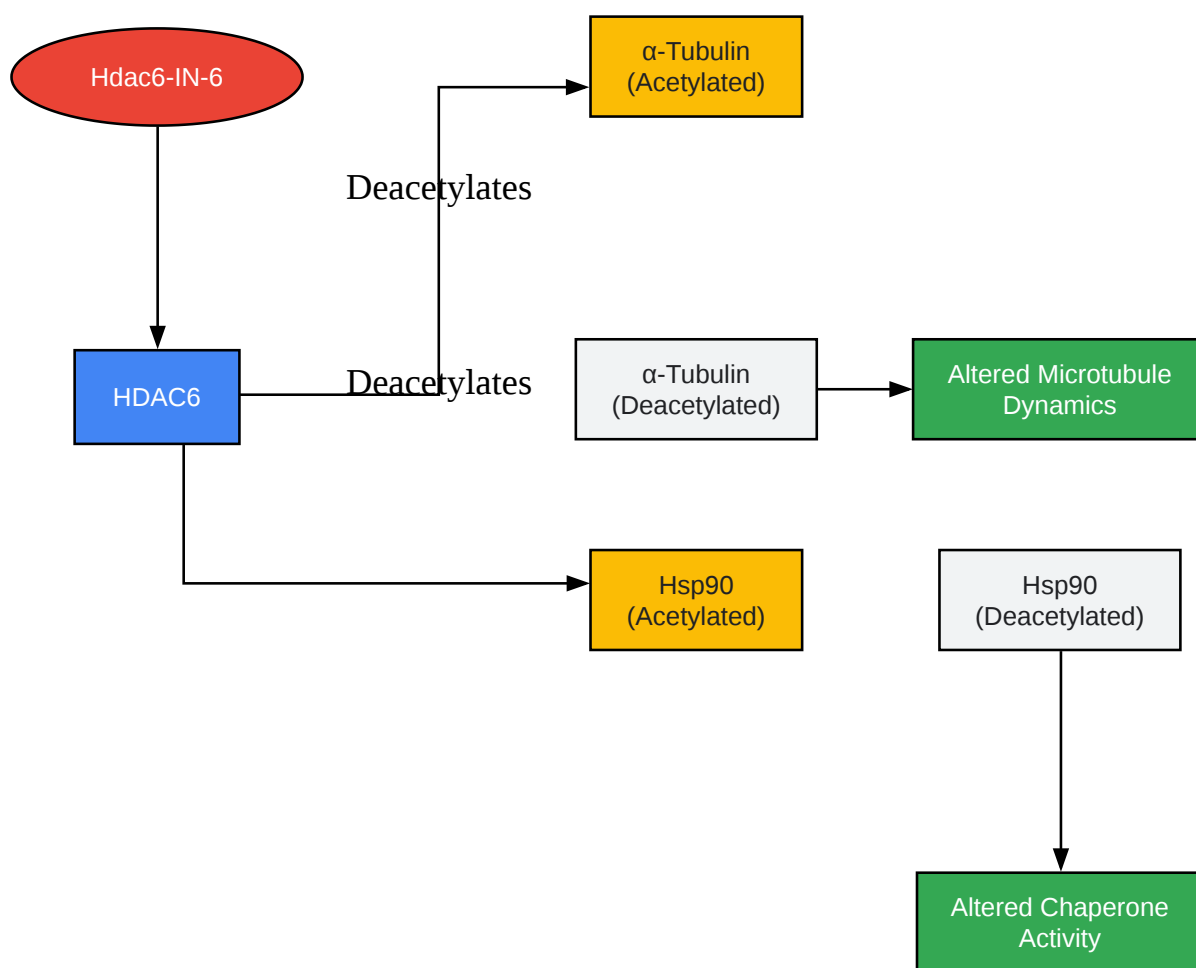 Hdac6-IN-6
α-Tubulin
(Acetylated)
Deacetylates
HDAC6
Deacetylates
α-Tubulin
(Deacetylated)
Altered Microtubule
Dynamics
Hsp90
(Acetylated)
Hsp90
(Deacetylated)
Altered Chaperone
Activity